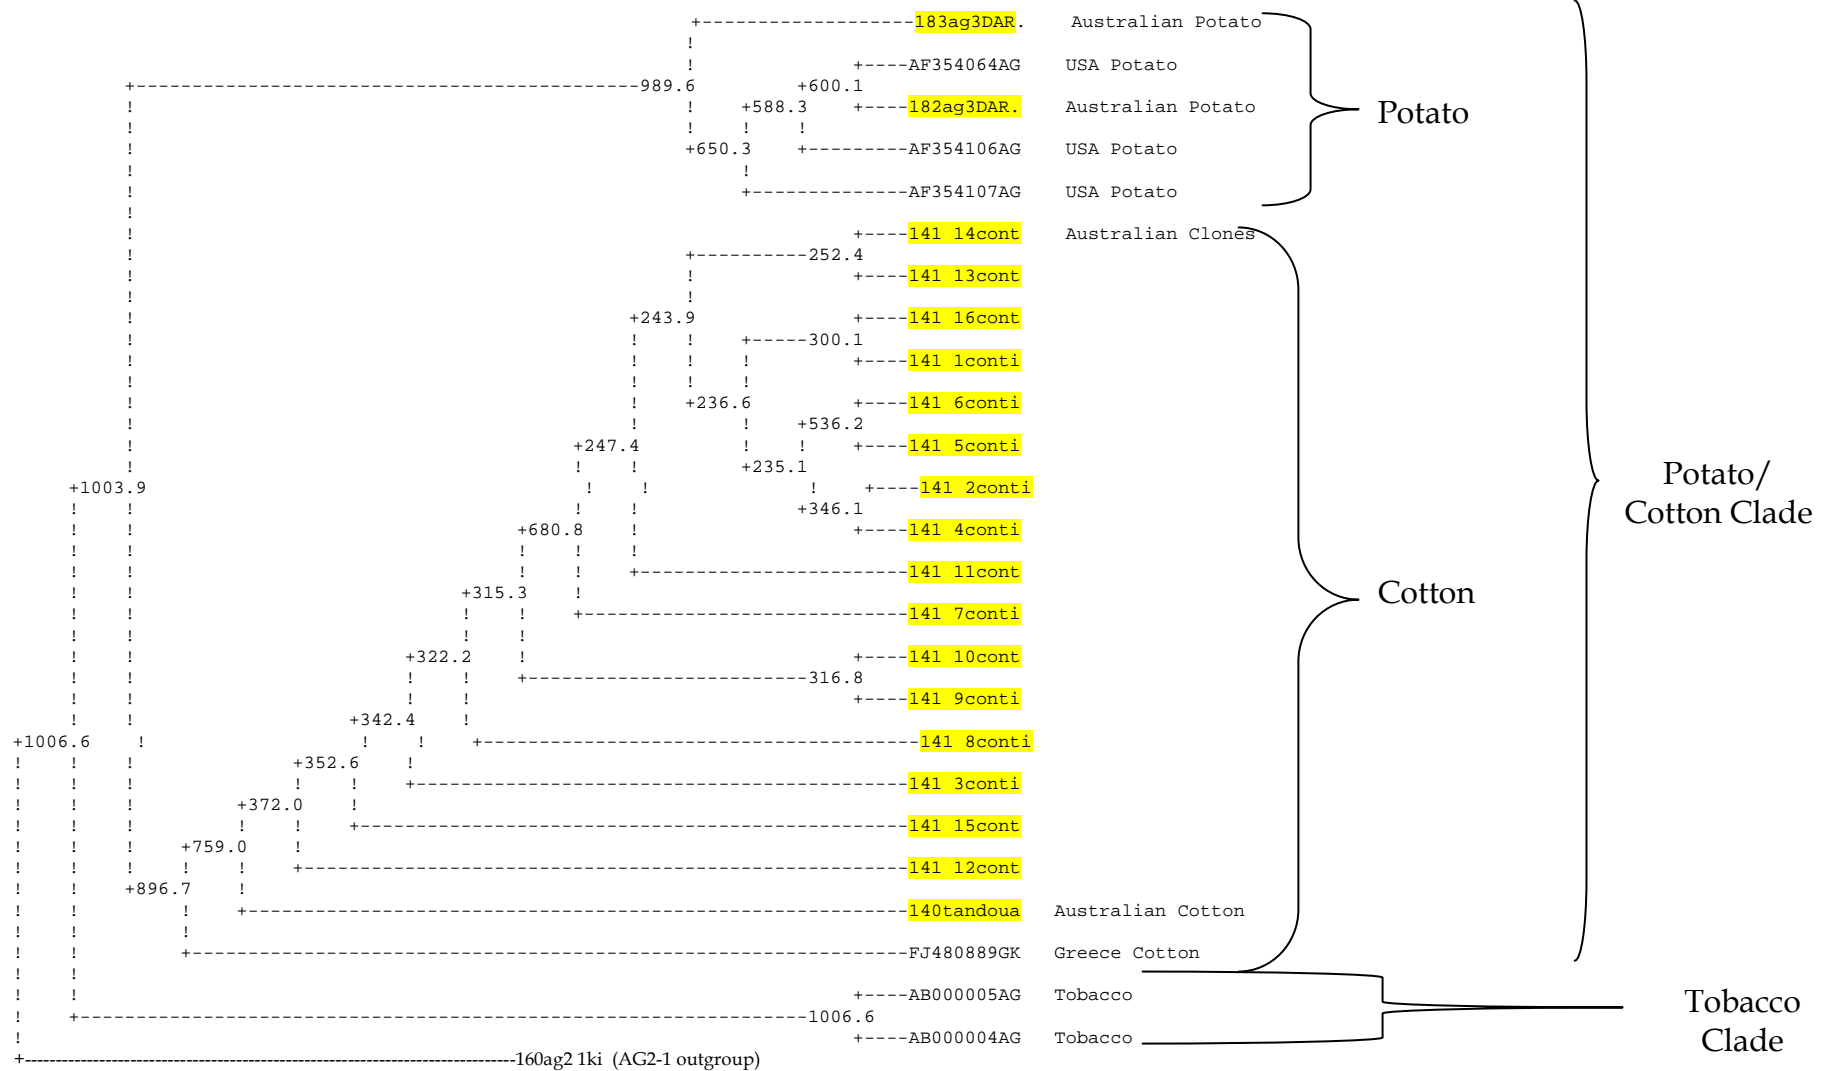 183ag3DAR. Australian Potato
AF354064AG USA Potato
989.6 +600.1
+588.3 182ag3DAR. Australian Potato
Potato
+650.3 AF354106AG USA Potato
AF354107AG USA Potato
141 14cont Australian Clones
252.4
141 13cont
+243.9 141 16cont
300.1
141 1conti
+236.6 141 6conti
+536.2
+247.4 141 5conti
+235.1
+1003.9 141 2conti
Potato/
Cotton Clade
+346.1
+680.8 141 4conti
141 11cont
+315.3
Cotton
141 7conti
+322.2 141 10cont
316.8
141 9conti
+342.4
+1006.6 141 8conti
+352.6
141 3conti
+372.0
141 15cont
+759.0
141 12cont
+896.7
140tandoua Australian Cotton
FJ480889GK Greece Cotton
AB000005AG Tobacco
Tobacco
Clade
1006.6
AB000004AG Tobacco
160ag2 1ki (AG2-1 outgroup)